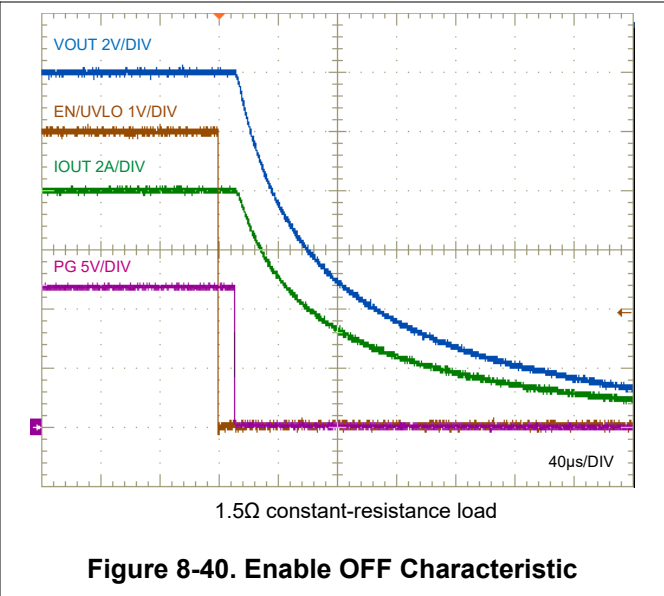 VOUT 2V/DIV
EN/UVLO 1V/DIV
IOUT 2A/DIV
PG 5V/DIV
40µs/DIV
1.5Ω constant-resistance load
Figure 8-40. Enable OFF Characteristic